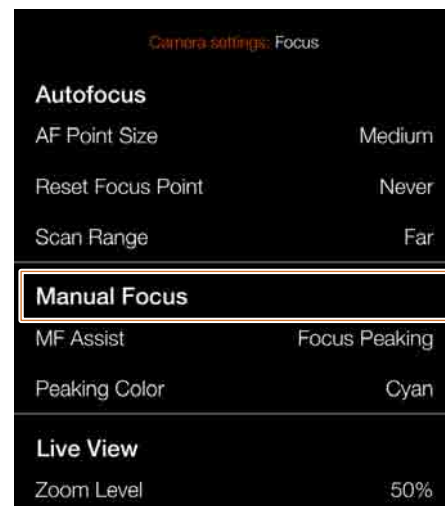 Camera settings: Focus
Autofocus
AF Point Size Medium
Reset Focus Point Never
Scan Range Far
Manual Focus
MF Assist Focus Peaking
Peaking Color Cyan
Live View
Zoom Level 50%